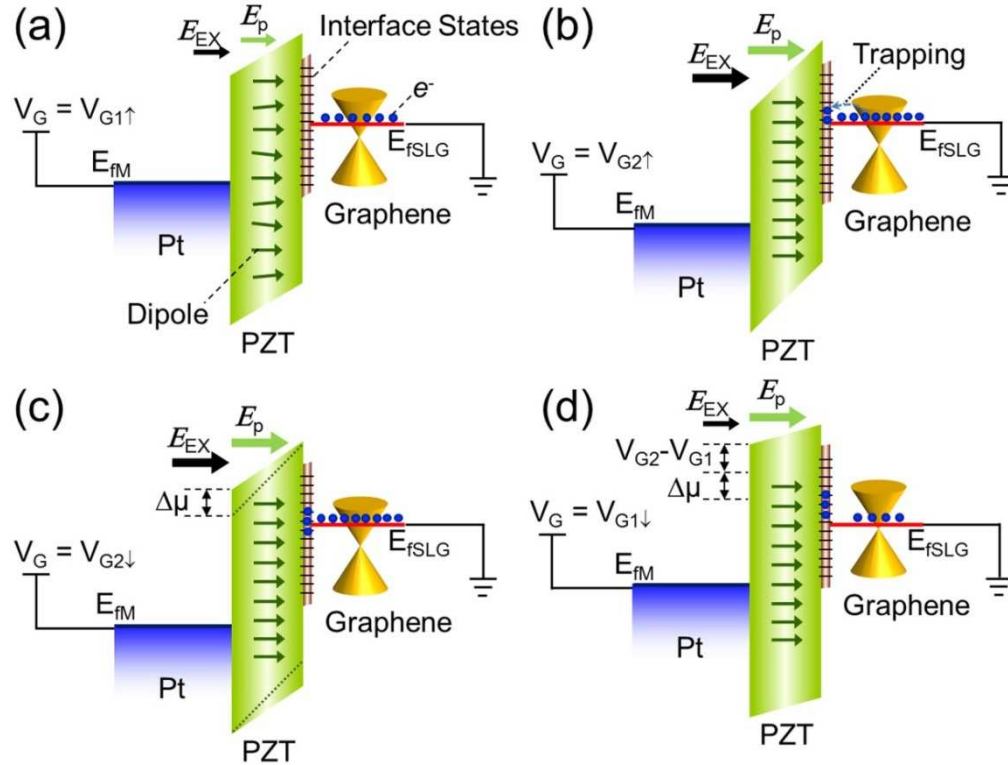 (a)
E_EX
E_p
Interface States
e-
V_G = V_G1↑
E_fM
E_fSLG
Pt
Graphene
Dipole
PZT
(b)
E_EX
E_p
Trapping
V_G = V_G2↑
E_fM
E_fSLG
Pt
Graphene
PZT
(c)
E_EX
E_p
Δμ
V_G = V_G2↓
E_fM
E_fSLG
Pt
Graphene
PZT
(d)
E_EX
E_p
V_G2-V_G1
Δμ
V_G = V_G1↓
E_fM
E_fSLG
Pt
Graphene
PZT